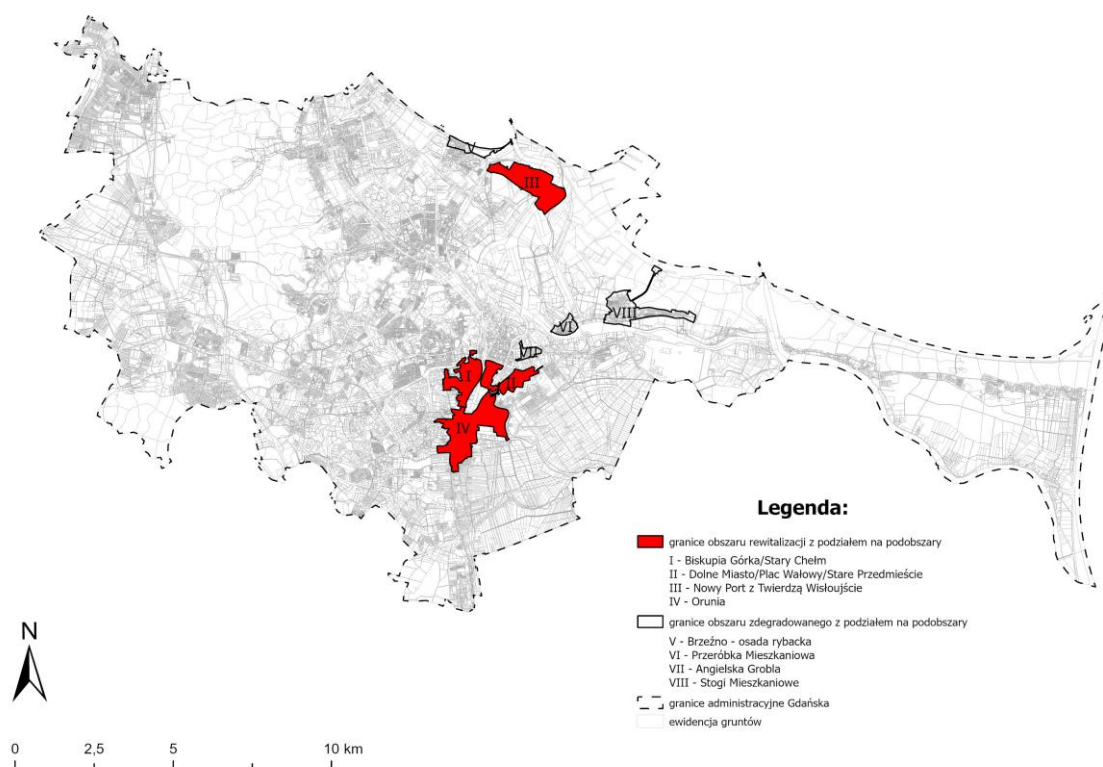 V
III
VIII
VI
VII
I
II
IV
Legenda:
granice obszaru rewitalizacji z podziałem na podobszary
I - Biskupia Górka/Stary Chełm
II - Dolne Miasto/Plac Wałowy/Stare Przedmieście
III - Nowy Port z Twierdzą Wisłoujście
IV - Orunia
granice obszaru zdegradowanego z podziałem na podobszary
V - Brzeźno - osada rybacka
VI - Przeróbka Mieszkaniowa
VII - Angielska Grobla
VIII - Stogi Mieszkaniowe
granice administracyjne Gdańska
ewidencja gruntów
N
0 2,5 5 10 km